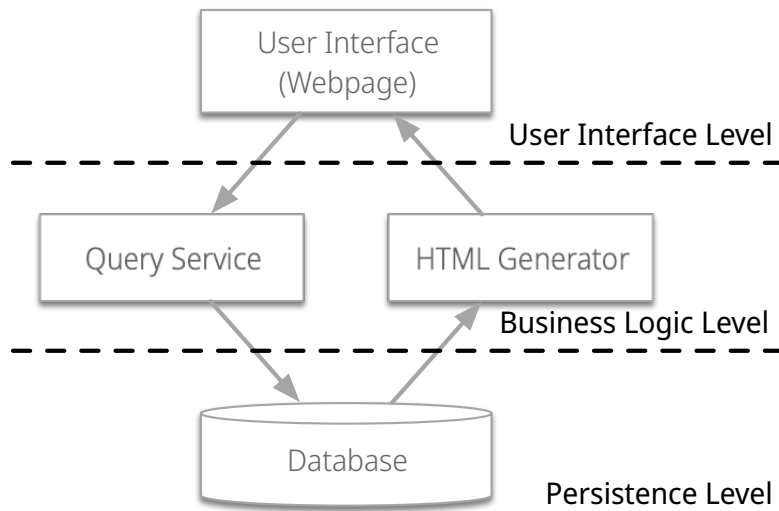 User Interface
(Webpage)
User Interface Level
Query Service
HTML Generator
Business Logic Level
Database
Persistence Level